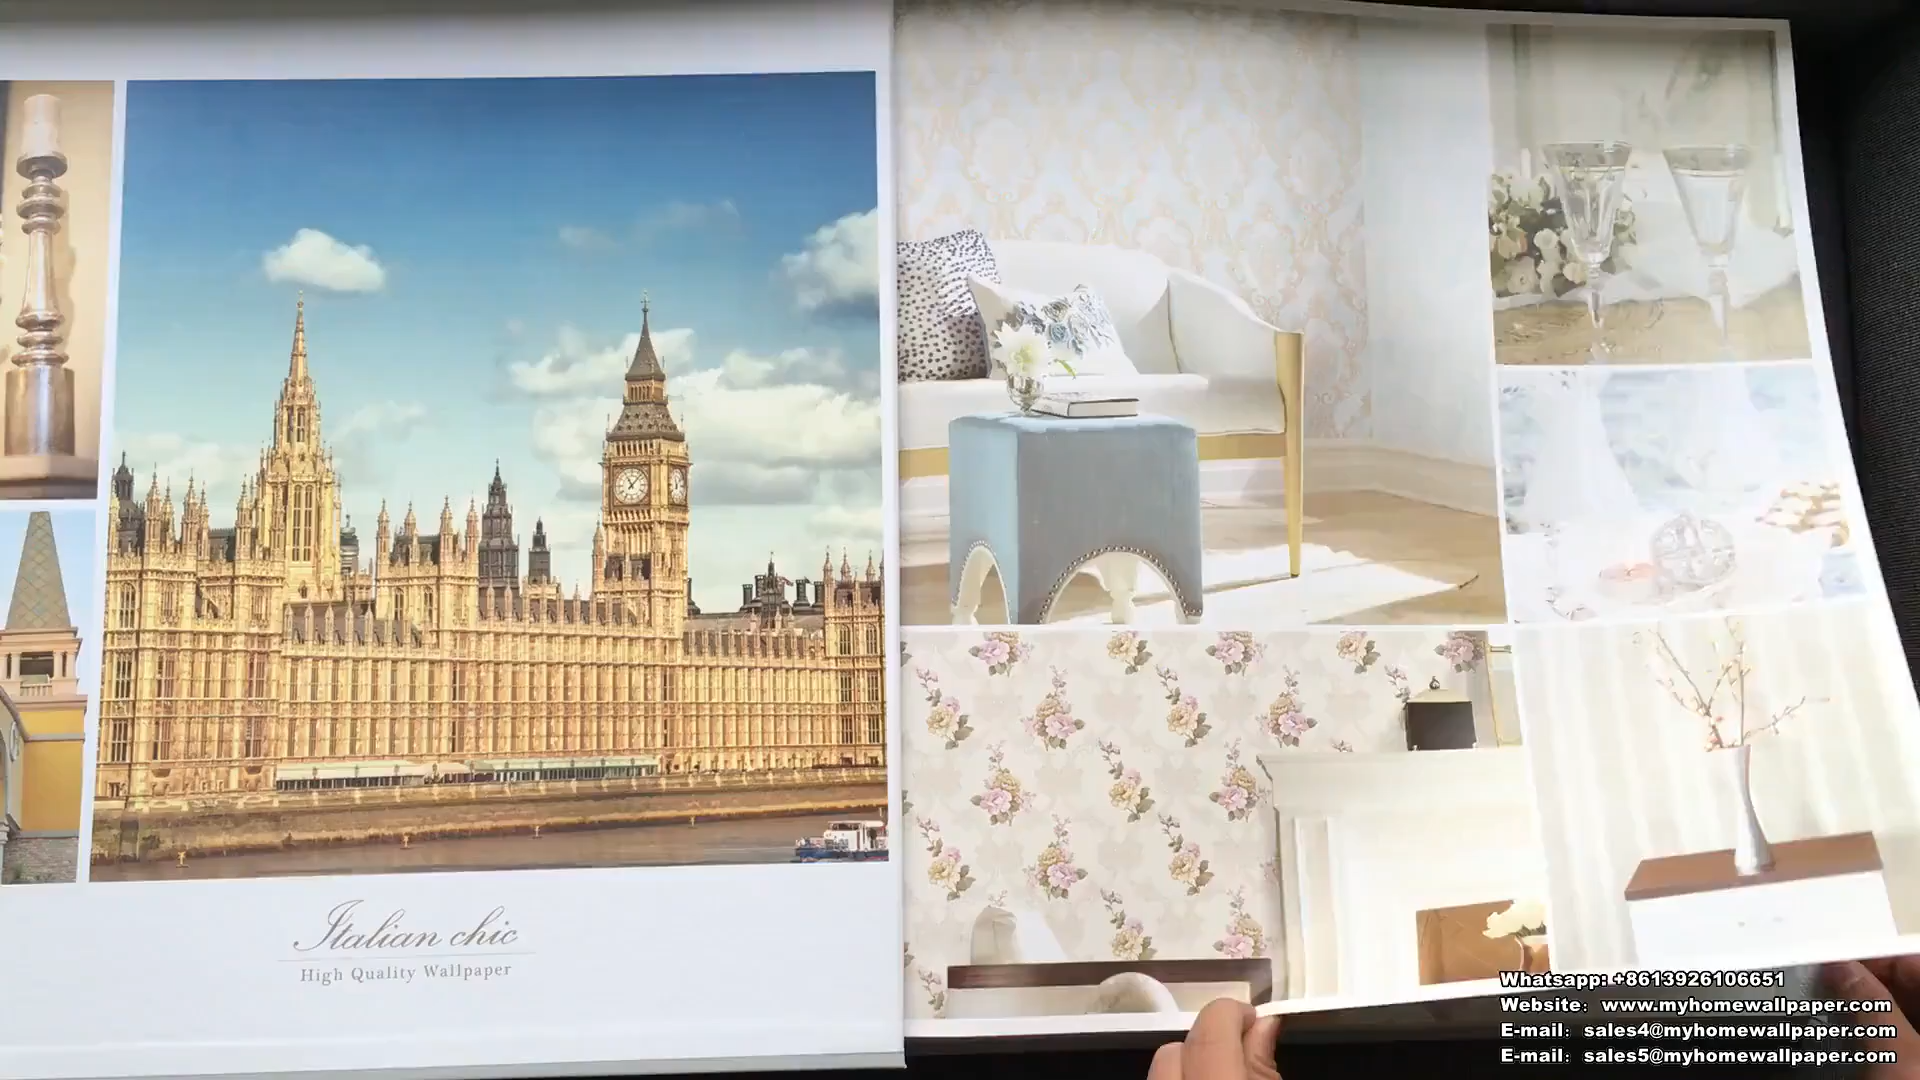 Italian chic
High Quality Wallpaper
Whatsapp: +8613926106651
Website: www.myhomewallpaper.com
E-mail: sales4@myhomewallpaper.com
E-mail: sales5@myhomewallpaper.com